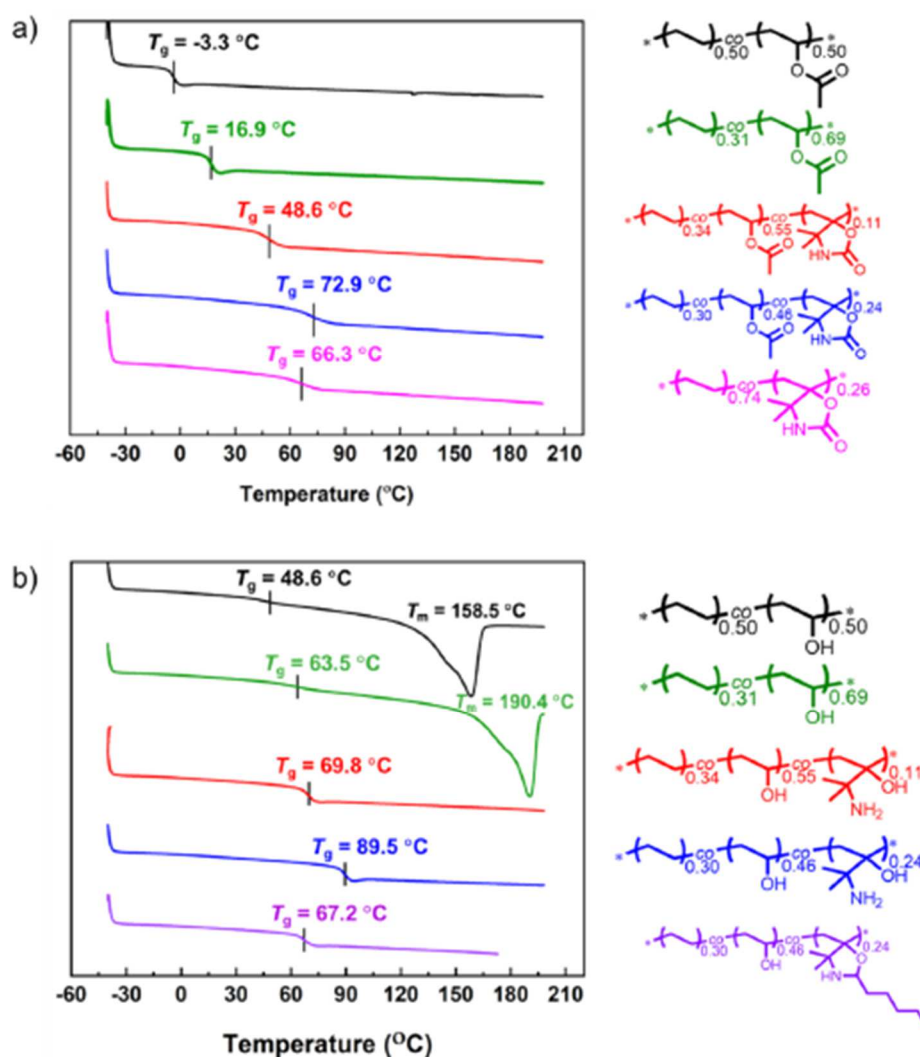 a)
Tg = -3.3 °C
Tg = 16.9 °C
Tg = 48.6 °C
Tg = 72.9 °C
Tg = 66.3 °C
-60 -30 0 30 60 90 120 150 180 210
Temperature (°C)
* co * 0.50 0.50
O O
* co * 0.31 0.69
O O
* co co * 0.34 0.55 0.11
O O HN O O
* co co * 0.30 0.46 0.24
O O HN O O
* co * 0.74 0.26
HN O O
b)
Tg = 48.6 °C
Tm = 158.5 °C
Tg = 63.5 °C
Tm = 190.4 °C
Tg = 69.8 °C
Tg = 89.5 °C
Tg = 67.2 °C
-60 -30 0 30 60 90 120 150 180 210
Temperature (°C)
* co * 0.50 0.50
OH
* co * 0.31 0.69
OH
* co co * 0.34 0.55 0.11
OH OH NH2
* co co * 0.30 0.46 0.24
OH OH NH2
* co co * 0.30 0.46 0.24
OH HN O